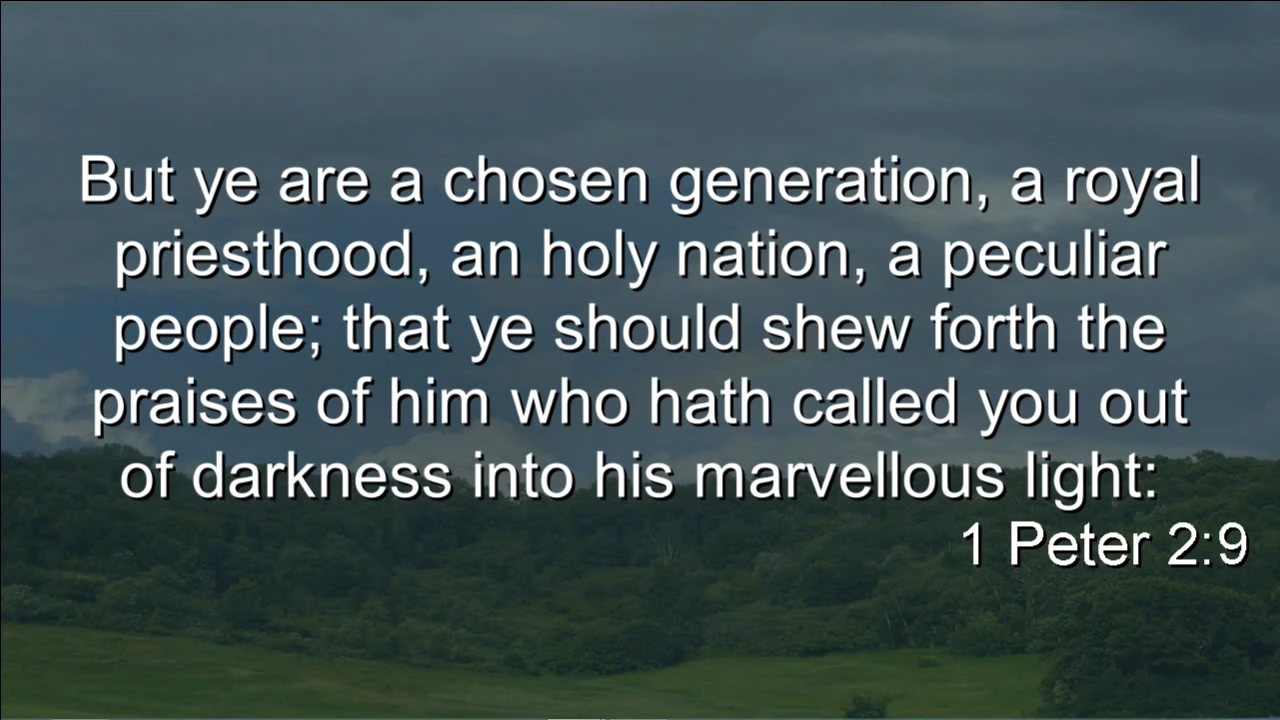 But ye are a chosen generation, a royal
priesthood, an holy nation, a peculiar
people; that ye should shew forth the
praises of him who hath called you out
of darkness into his marvellous light:
1 Peter 2:9